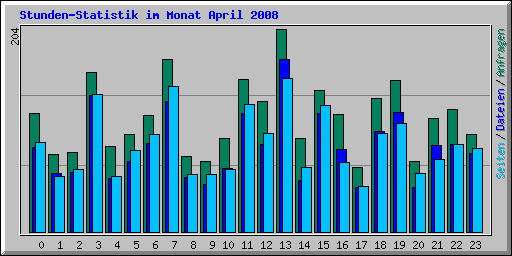 Stunden-Statistik im Monat April 2008
204
Seiten / Dateien / Anfragen
0 1 2 3 4 5 6 7 8 9 10 11 12 13 14 15 16 17 18 19 20 21 22 23